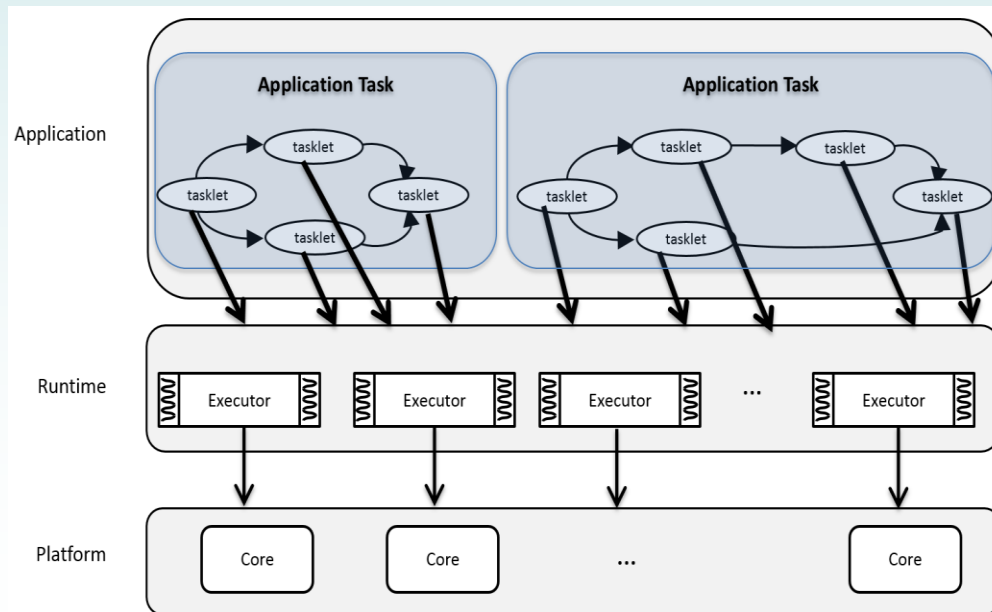 Application Task
Application Task
Application
tasklet
tasklet
tasklet
tasklet
tasklet
tasklet
tasklet
tasklet
tasklet
Runtime
Executor
Executor
Executor
...
Executor
Platform
Core
Core
...
Core